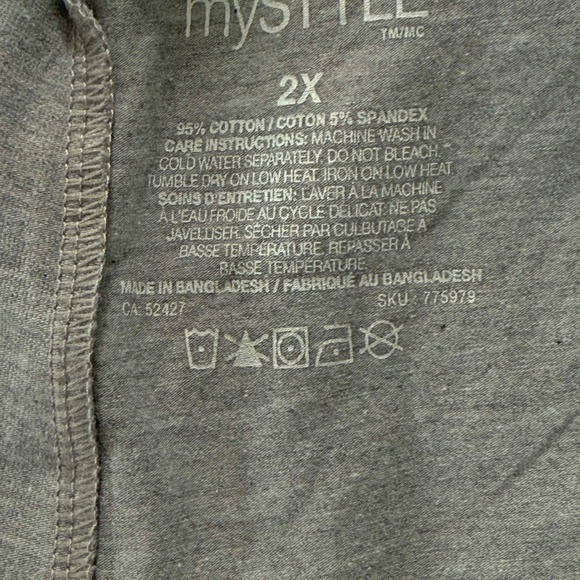 mySTYLE
TM/MC
2X
95% COTTON / COTON 5% SPANDEX
CARE INSTRUCTIONS: MACHINE WASH IN
COLD WATER SEPARATELY. DO NOT BLEACH.
TUMBLE DRY ON LOW HEAT. IRON ON LOW HEAT
SOINS D'ENTRETIEN: LAVER À LA MACHINE
À L'EAU FROIDE AU CYCLE DÉLICAT. NE PAS
JAVELLISER. SÉCHER PAR CULBUTAGE À
BASSE TEMPÉRATURE. REPASSER À
BASSE TEMPÉRATURE.
MADE IN BANGLADESH / FABRIQUÉ AU BANGLADESH
CA: 52427 SKU : 775979